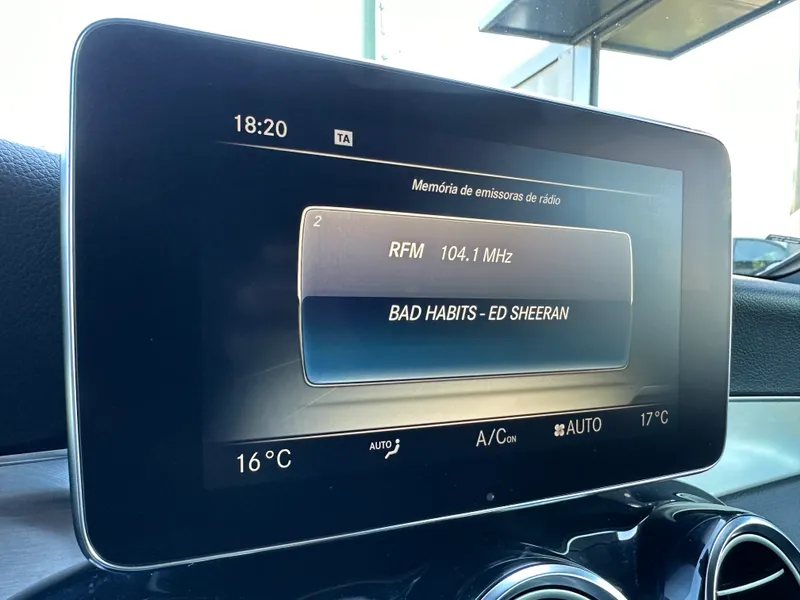 18:20 TA
Memória de emissoras de rádio
2
RFM 104.1 MHz
BAD HABITS - ED SHEERAN
16°C AUTO A/C ON AUTO 17°C